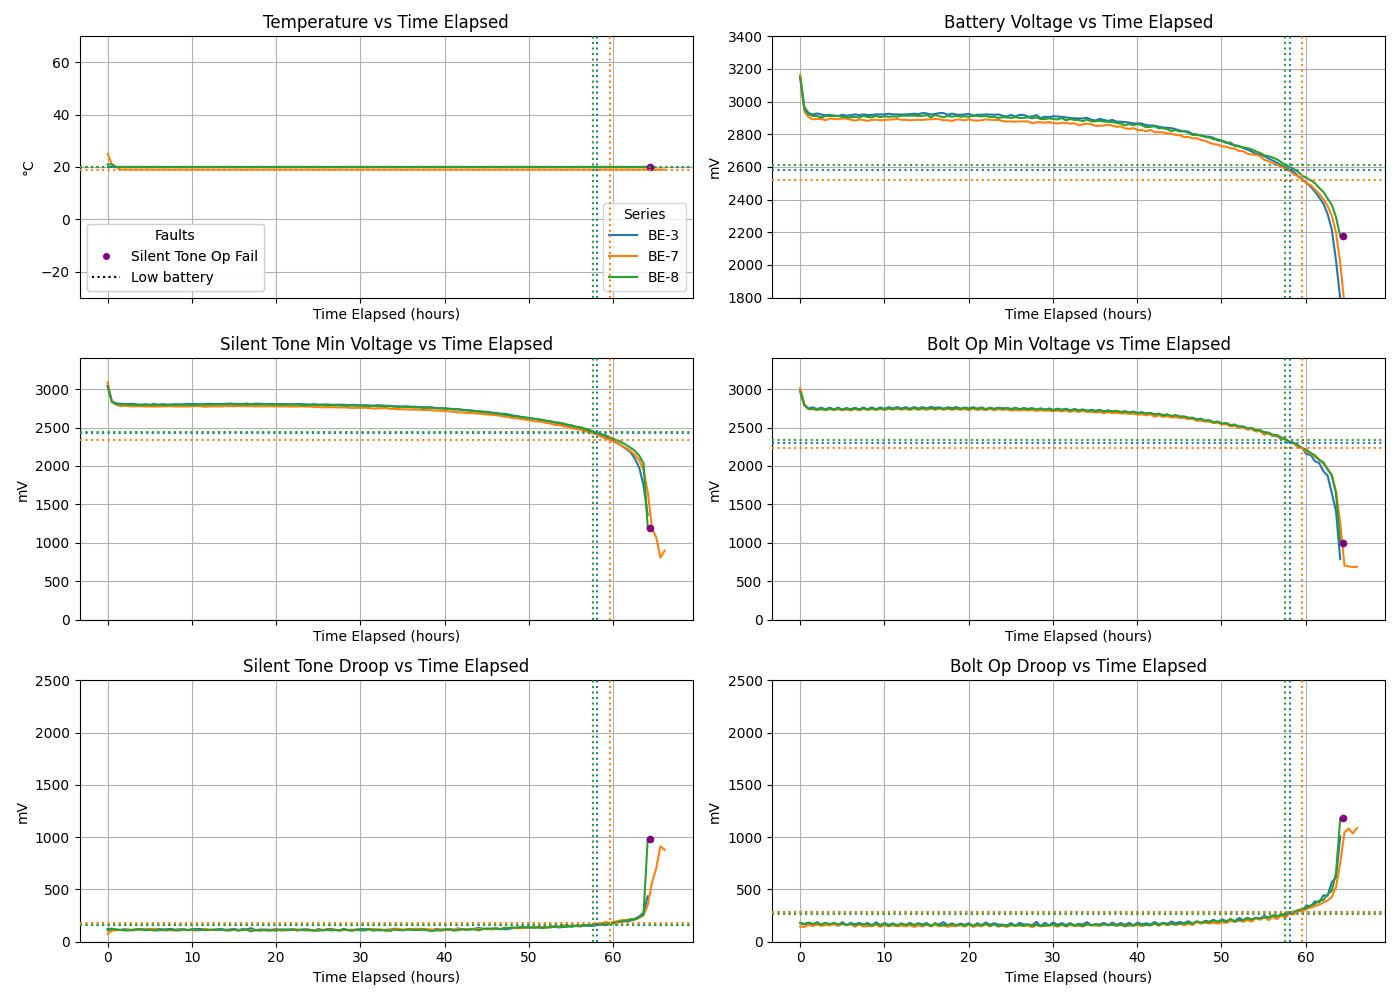 Temperature vs Time Elapsed
60
40
20
0
−20
°C
Time Elapsed (hours)
Faults
Silent Tone Op Fail
Low battery
Series
BE-3
BE-7
BE-8
Battery Voltage vs Time Elapsed
3400
3200
3000
2800
2600
2400
2200
2000
1800
mV
Time Elapsed (hours)
Silent Tone Min Voltage vs Time Elapsed
3000
2500
2000
1500
1000
500
0
mV
Time Elapsed (hours)
Bolt Op Min Voltage vs Time Elapsed
3000
2500
2000
1500
1000
500
0
mV
Time Elapsed (hours)
Silent Tone Droop vs Time Elapsed
2500
2000
1500
1000
500
0
mV
0 10 20 30 40 50 60
Time Elapsed (hours)
Bolt Op Droop vs Time Elapsed
2500
2000
1500
1000
500
0
mV
0 10 20 30 40 50 60
Time Elapsed (hours)